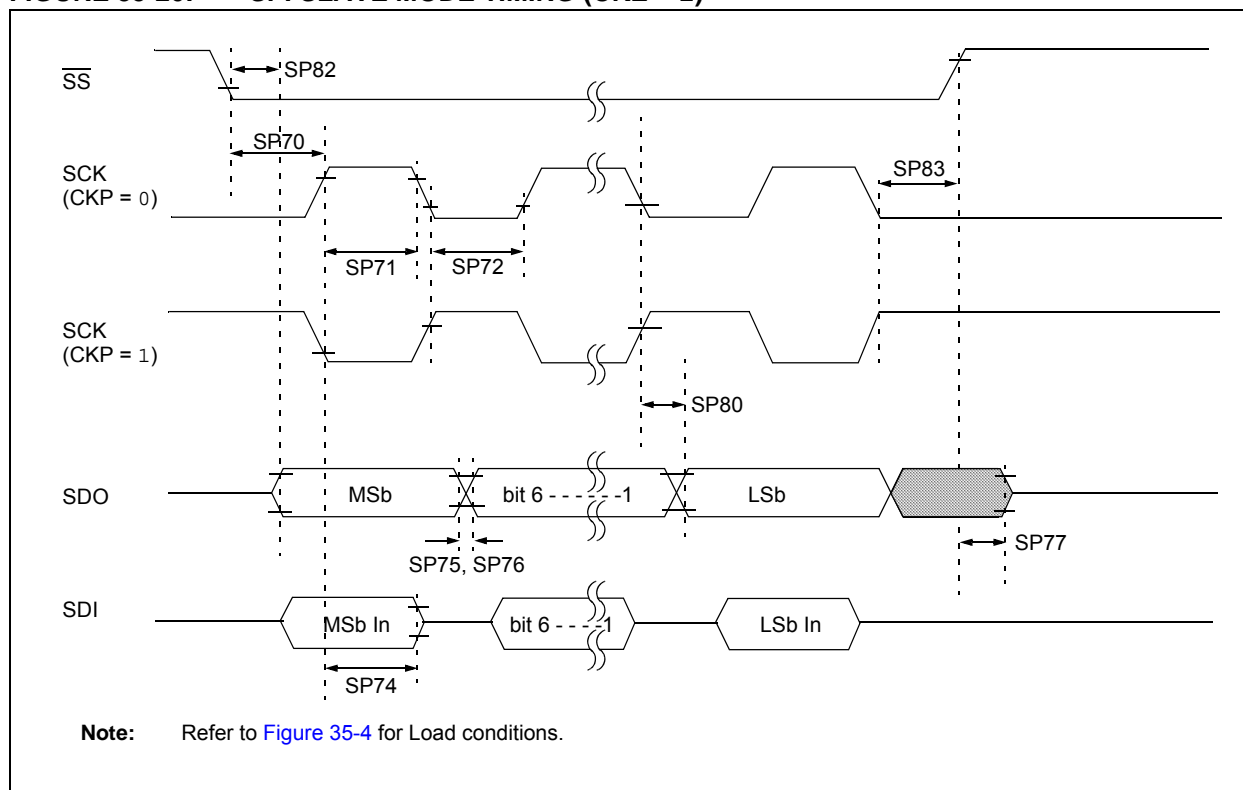 SS
SP82
SP70
SCK
(CKP = 0)
SP83
SP71
SP72
SCK
(CKP = 1)
SP80
SDO
MSb
bit 6 - - - - - -1
LSb
SP75, SP76
SP77
SDI
MSb In
bit 6 - - - -1
LSb In
SP74
Note: Refer to Figure 35-4 for Load conditions.